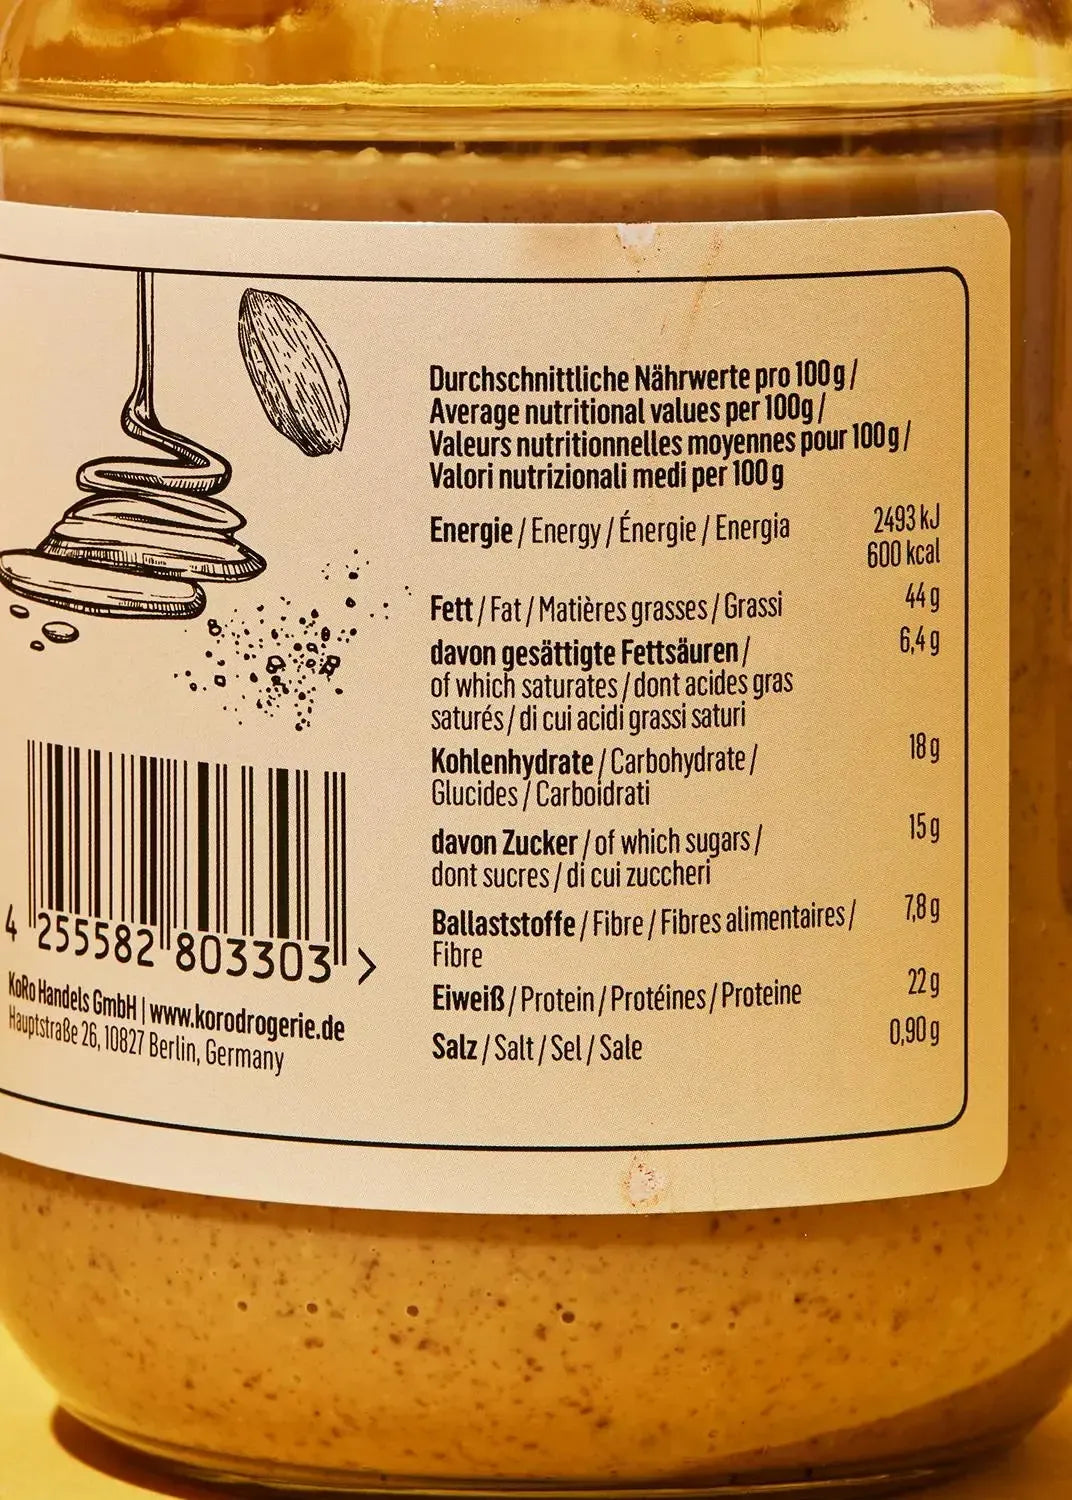 Durchschnittliche Nährwerte pro 100 g /
Average nutritional values per 100g /
Valeurs nutritionnelles moyennes pour 100 g /
Valori nutrizionali medi per 100 g
Energie / Energy / Énergie / Energia 2493 kJ
600 kcal
Fett / Fat / Matières grasses / Grassi 44 g
davon gesättigte Fettsäuren / 6,4 g
of which saturates / dont acides gras
saturés / di cui acidi grassi saturi
Kohlenhydrate / Carbohydrate / 18 g
Glucides / Carboidrati
davon Zucker / of which sugars / 15 g
dont sucres / di cui zuccheri
Ballaststoffe / Fibre / Fibres alimentaires / 7,8 g
Fibre
Eiweiß / Protein / Protéines / Proteine 22 g
Salz / Salt / Sel / Sale 0,90 g
4 255582 803303 >
KoRo Handels GmbH | www.korodrogerie.de
Hauptstraße 26, 10827 Berlin, Germany